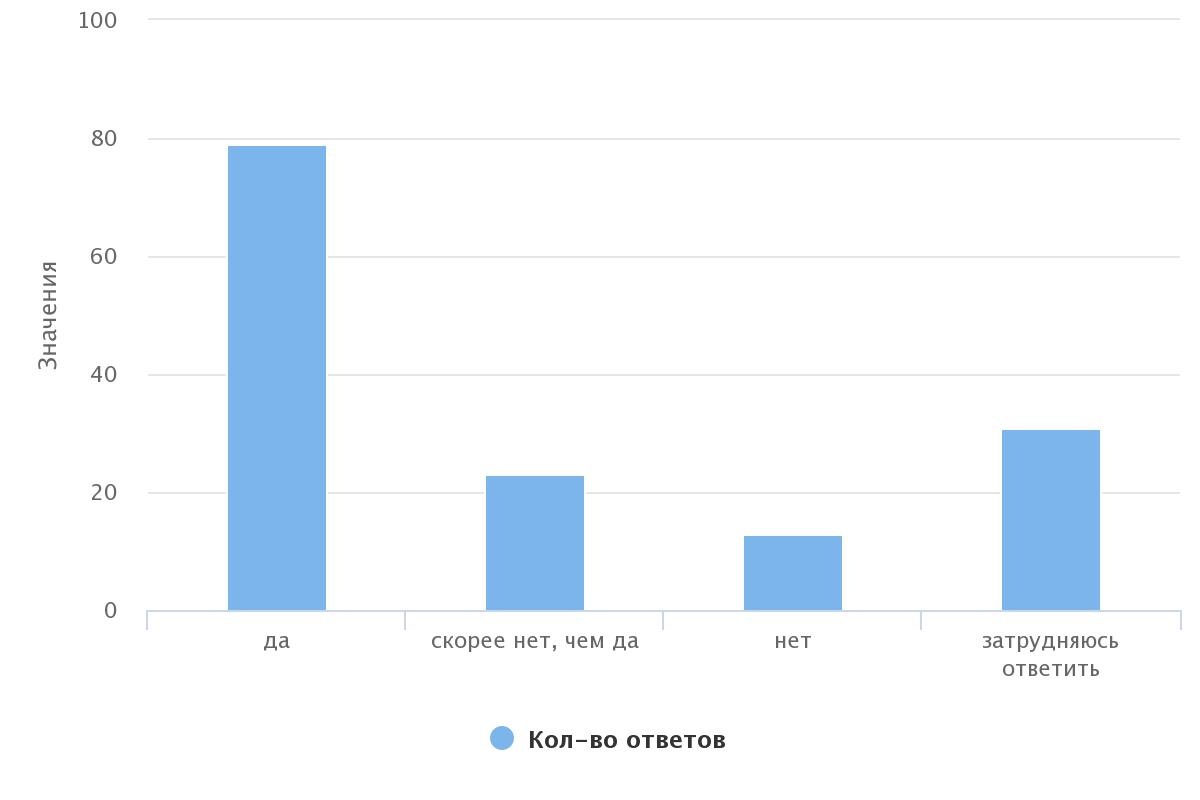 100
80
60
40
20
0
Значения
да
скорее нет, чем да
нет
затрудняюсь
ответить
Кол-во ответов